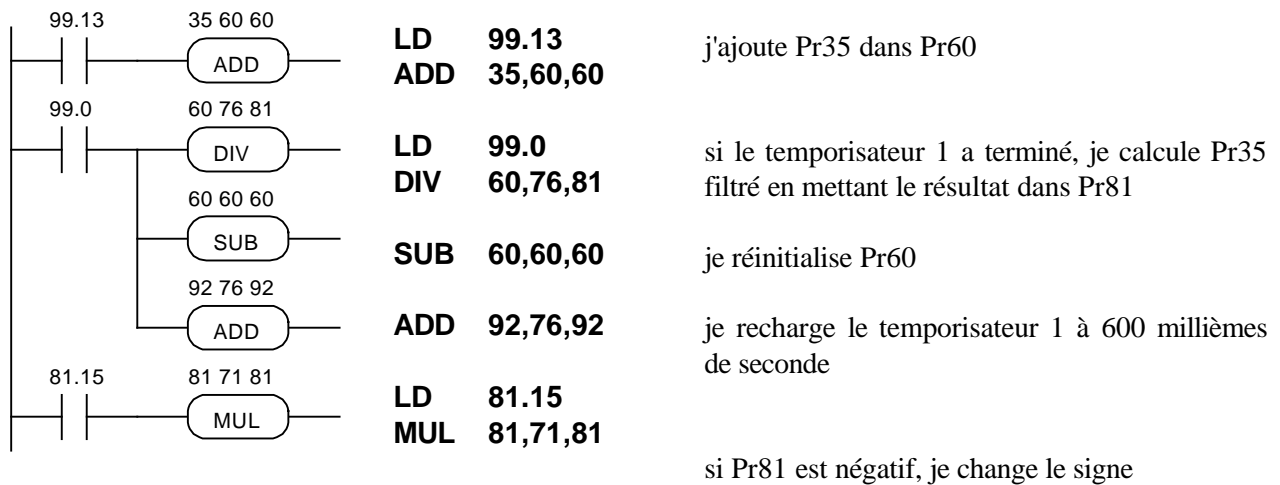 99.13 35 60 60
ADD
LD 99.13
ADD 35,60,60
j'ajoute Pr35 dans Pr60
99.0 60 76 81
DIV
LD 99.0
DIV 60,76,81
si le temporisateur 1 a terminé, je calcule Pr35
filtré en mettant le résultat dans Pr81
60 60 60
SUB
SUB 60,60,60
je réinitialise Pr60
92 76 92
ADD
ADD 92,76,92
je recharge le temporisateur 1 à 600 millièmes
de seconde
81.15 81 71 81
MUL
LD 81.15
MUL 81,71,81
si Pr81 est négatif, je change le signe